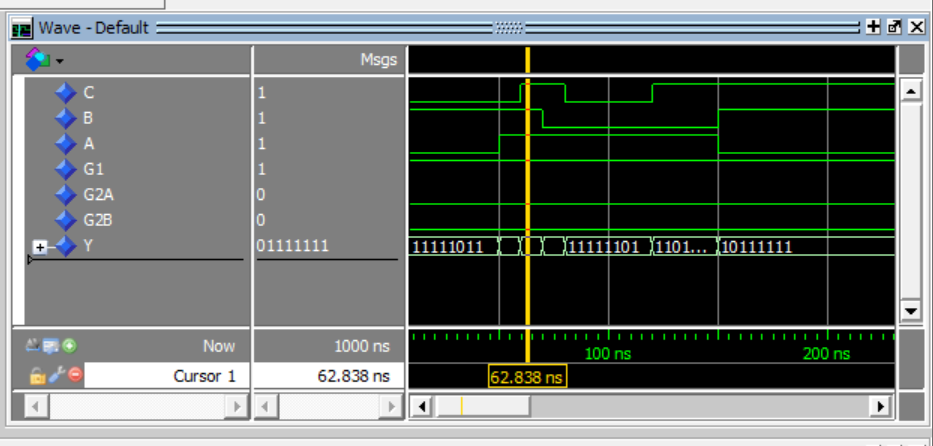 Wave - Default
Msgs
C 1
B 1
A 1
G1 1
G2A 0
G2B 0
Y 01111111 11111011 11111101 1101... 10111111
Now 1000 ns 100 ns 200 ns
Cursor 1 62.838 ns 62.838 ns